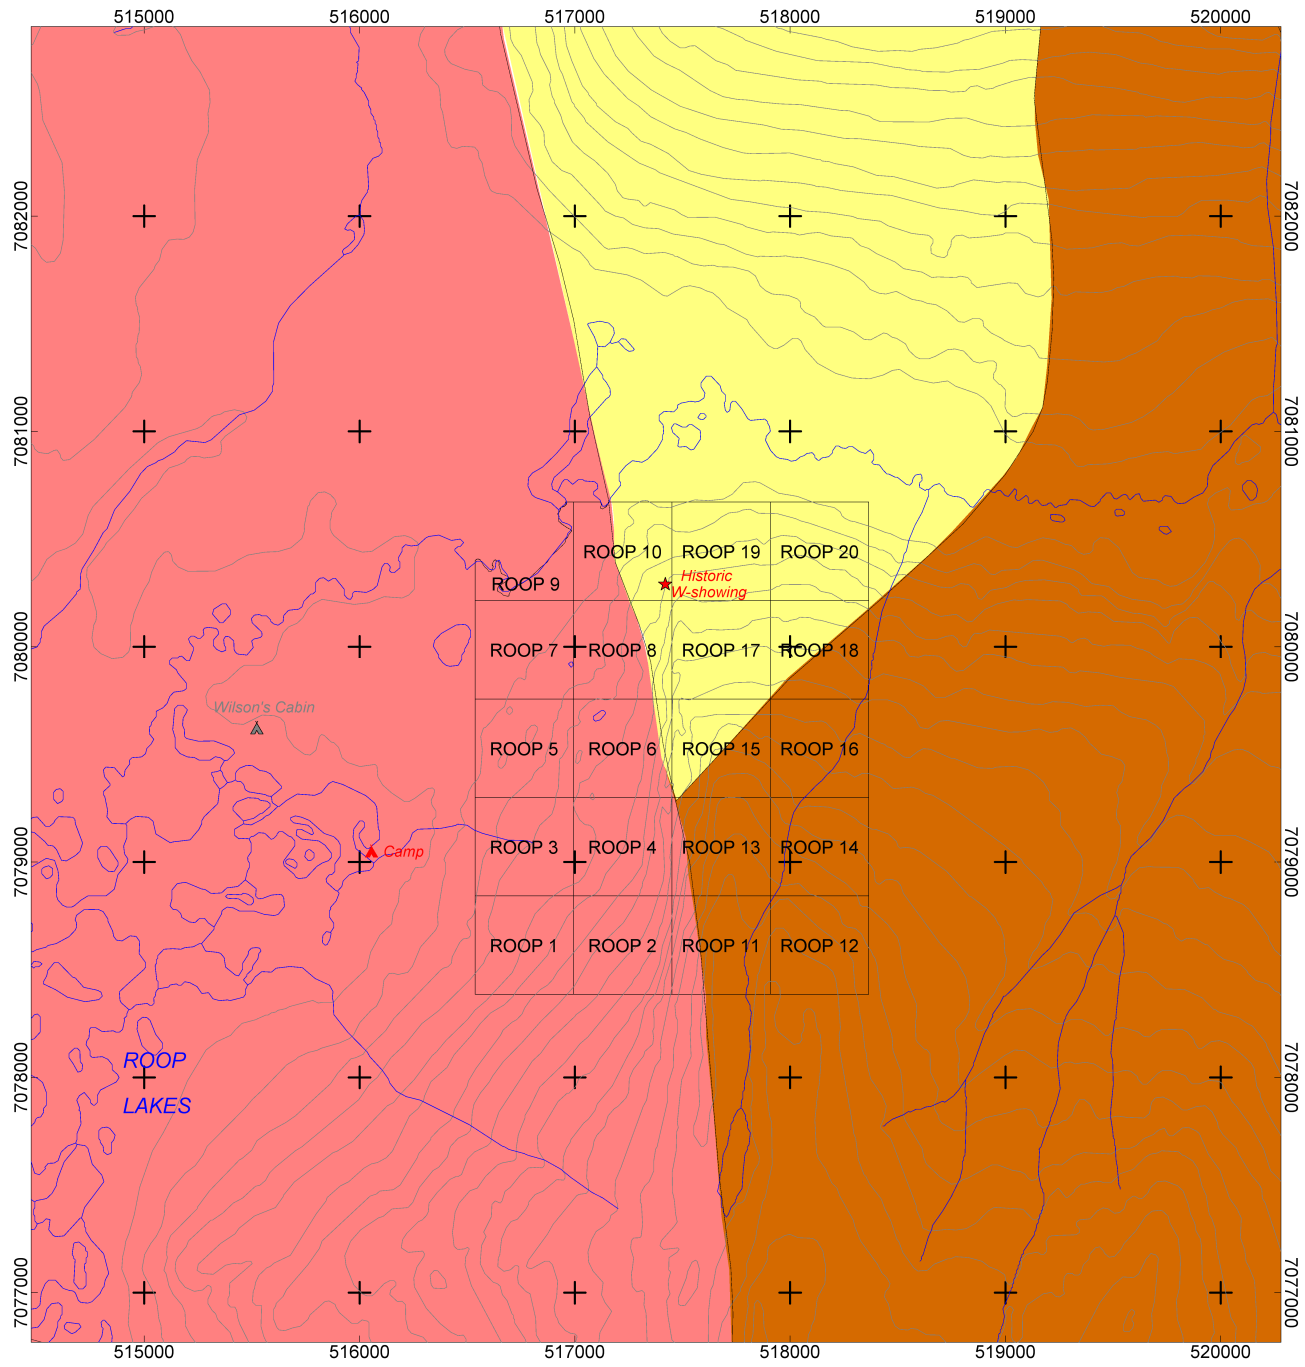 515000 516000 517000 518000 519000 520000
7082000 7082000
7081000 7081000
ROOP 10 ROOP 19 ROOP 20
Historic
W-showing
ROOP 9
7080000 7080000
ROOP 7 ROOP 8 ROOP 17 ROOP 18
Wilson's Cabin
ROOP 5 ROOP 6 ROOP 15 ROOP 16
Camp
ROOP 3 ROOP 4 ROOP 13 ROOP 14
7079000 7079000
ROOP 1 ROOP 2 ROOP 11 ROOP 12
ROOP
LAKES
7078000 7078000
7077000 7077000
515000 516000 517000 518000 519000 520000